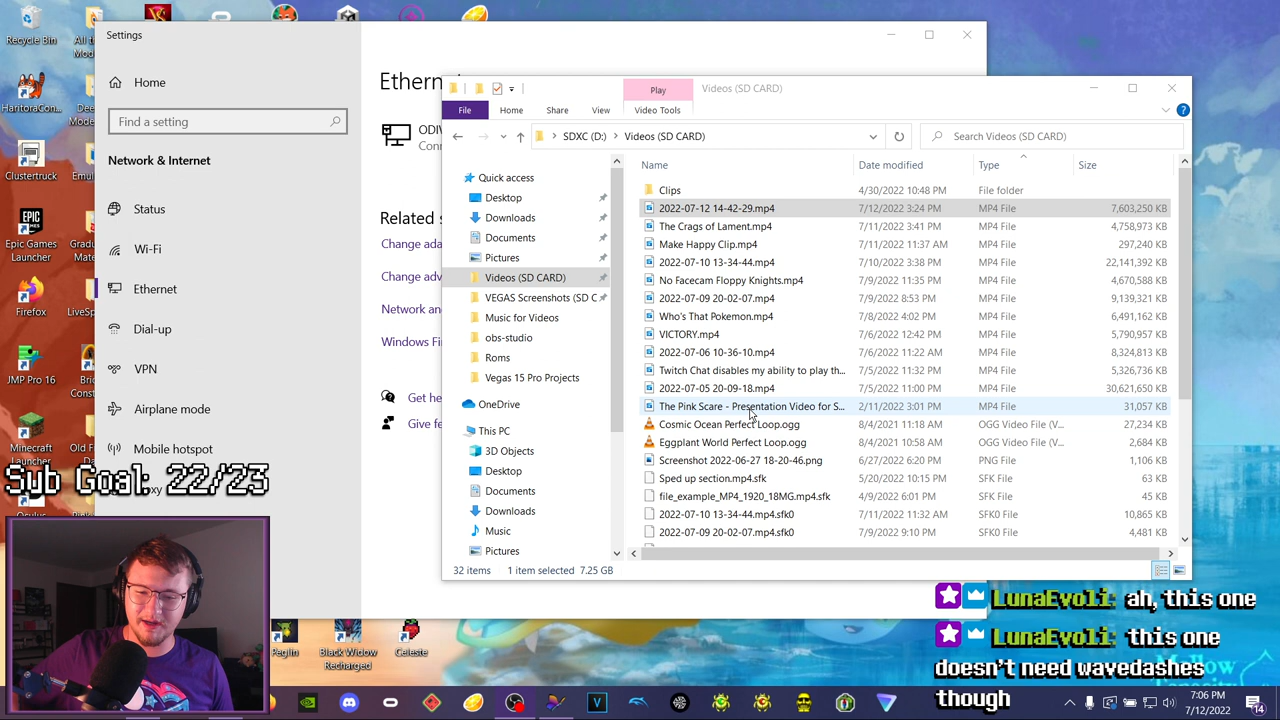 Recycle Bin
All t
Mod
Settings
Home
Find a setting
Network & Internet
Status
Wi-Fi
Ethernet
Dial-up
VPN
Airplane mode
Mobile hotspot
HaritoraCon...
Dee
Mode
Clustertruck
Emul
Epic Games
Launcher
EPIC
GAMES
Grad
Mate
Firefox
LiveSp
JMP Pro 16
Bric
Minecraft
Launcher
Old F
Oculus
Ethern
ODI
Conn
Related s
Change ada
Change adv
Network an
Windows Fi
Get he
Give fe
Play
Videos (SD CARD)
File
Home
Share
View
Video Tools
SDXC (D:)
Videos (SD CARD)
Search Videos (SD CARD)
Quick access
Desktop
Downloads
Documents
Pictures
Videos (SD CARD)
VEGAS Screenshots (SD C
Music for Videos
obs-studio
Roms
Vegas 15 Pro Projects
OneDrive
This PC
3D Objects
Desktop
Documents
Downloads
Music
Pictures
Name Date modified Type Size
Clips 4/30/2022 10:48 PM File folder
2022-07-12 14-42-29.mp4 7/12/2022 3:24 PM MP4 File 7,603,250 KB
The Crags of Lament.mp4 7/11/2022 3:41 PM MP4 File 4,758,973 KB
Make Happy Clip.mp4 7/11/2022 11:37 AM MP4 File 297,240 KB
2022-07-10 13-34-44.mp4 7/10/2022 3:38 PM MP4 File 22,141,392 KB
No Facecam Floppy Knights.mp4 7/9/2022 11:35 PM MP4 File 4,670,588 KB
2022-07-09 20-02-07.mp4 7/9/2022 8:53 PM MP4 File 9,139,321 KB
Who's That Pokemon.mp4 7/8/2022 4:02 PM MP4 File 6,491,162 KB
VICTORY.mp4 7/6/2022 12:42 PM MP4 File 5,790,957 KB
2022-07-06 10-36-10.mp4 7/6/2022 11:22 AM MP4 File 8,324,813 KB
Twitch Chat disables my ability to play th... 7/5/2022 11:32 PM MP4 File 5,326,736 KB
2022-07-05 20-09-18.mp4 7/5/2022 11:00 PM MP4 File 30,621,650 KB
The Pink Scare - Presentation Video for S... 2/11/2022 3:01 PM MP4 File 31,057 KB
Cosmic Ocean Perfect Loop.ogg 8/4/2021 11:18 AM OGG Video File (V... 27,234 KB
Eggplant World Perfect Loop.ogg 8/4/2021 10:58 AM OGG Video File (V... 2,684 KB
Screenshot 2022-06-27 18-20-46.png 6/27/2022 6:20 PM PNG File 1,106 KB
Sped up section.mp4.sfk 5/20/2022 10:15 PM SFK File 63 KB
file_example_MP4_1920_18MG.mp4.sfk 4/9/2022 6:01 PM SFK File 45 KB
2022-07-10 13-34-44.mp4.sfk0 7/11/2022 11:32 AM SFK0 File 10,865 KB
2022-07-09 20-02-07.mp4.sfk0 7/9/2022 9:10 PM SFK0 File 4,481 KB
32 items 1 item selected 7.25 GB
Sub Goal: 22/23
LunaEvoli: ah, this one
LunaEvoli: this one
doesn't need wavedashes
though
Peglin
Black Widow
Recharged
Celeste
7:06 PM
7/12/2022
14